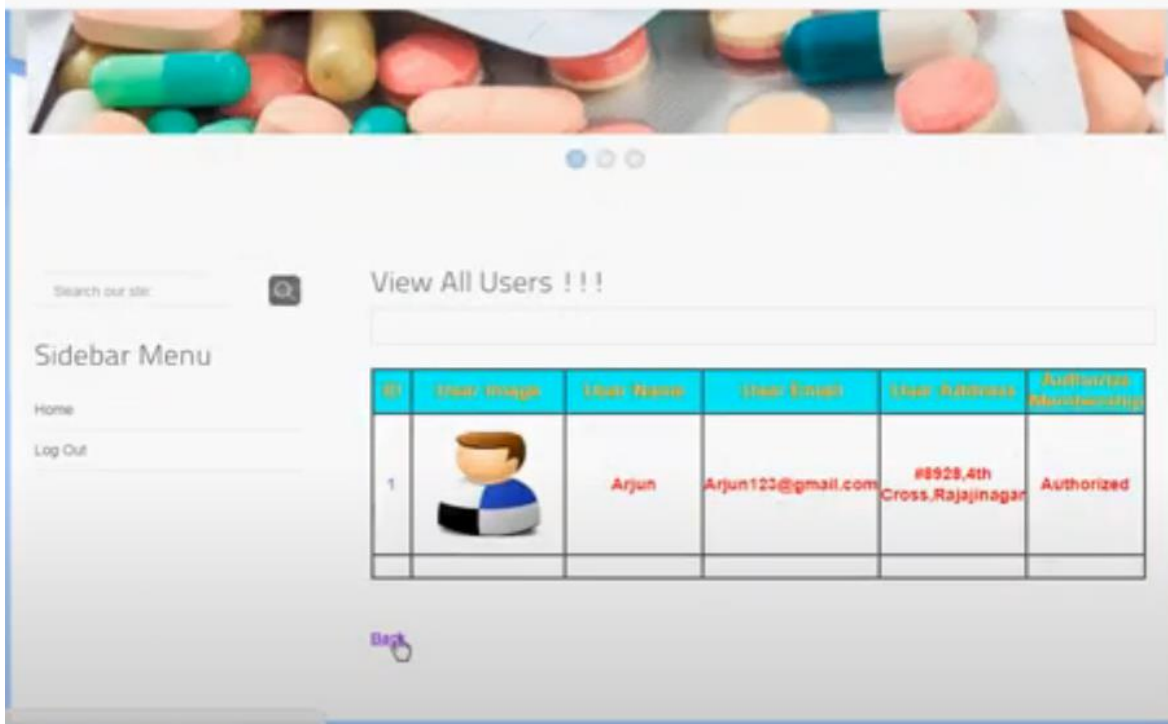 Search our site:
View All Users !!!
Sidebar Menu
Home
Log Out
ID User Image User Name User Email User Address Authorize
Membership
1 Arjun Arjun123@gmail.com #8928,4th
Cross,Rajajinagar Authorized
Back